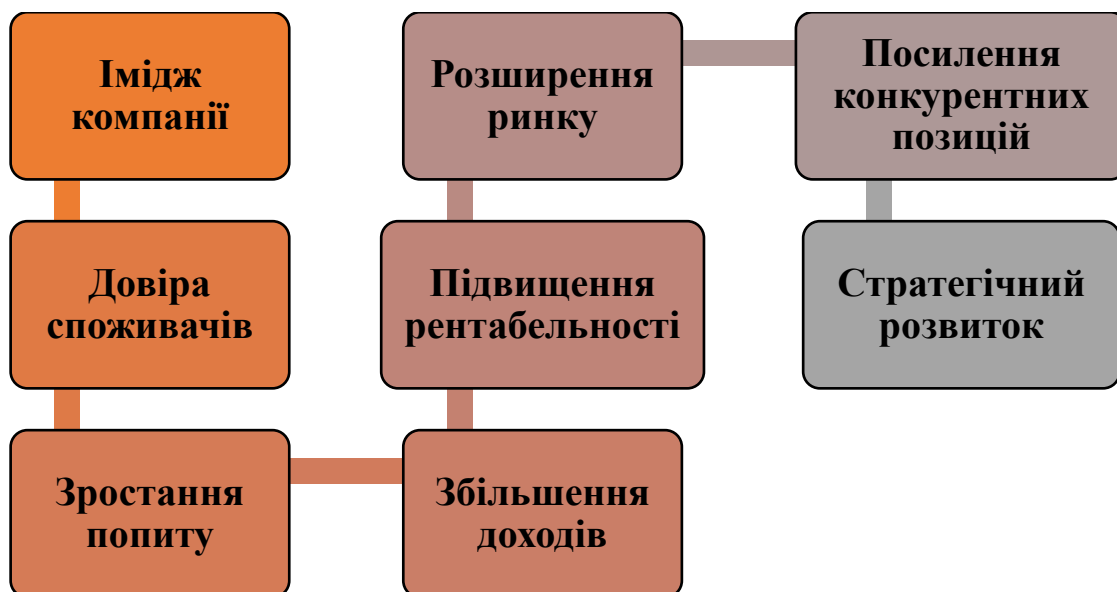 Імідж
компанії
Довіра
споживачів
Зростання
попиту
Збільшення
доходів
Підвищення
рентабельності
Розширення
ринку
Посилення
конкурентних
позицій
Стратегічний
розвиток